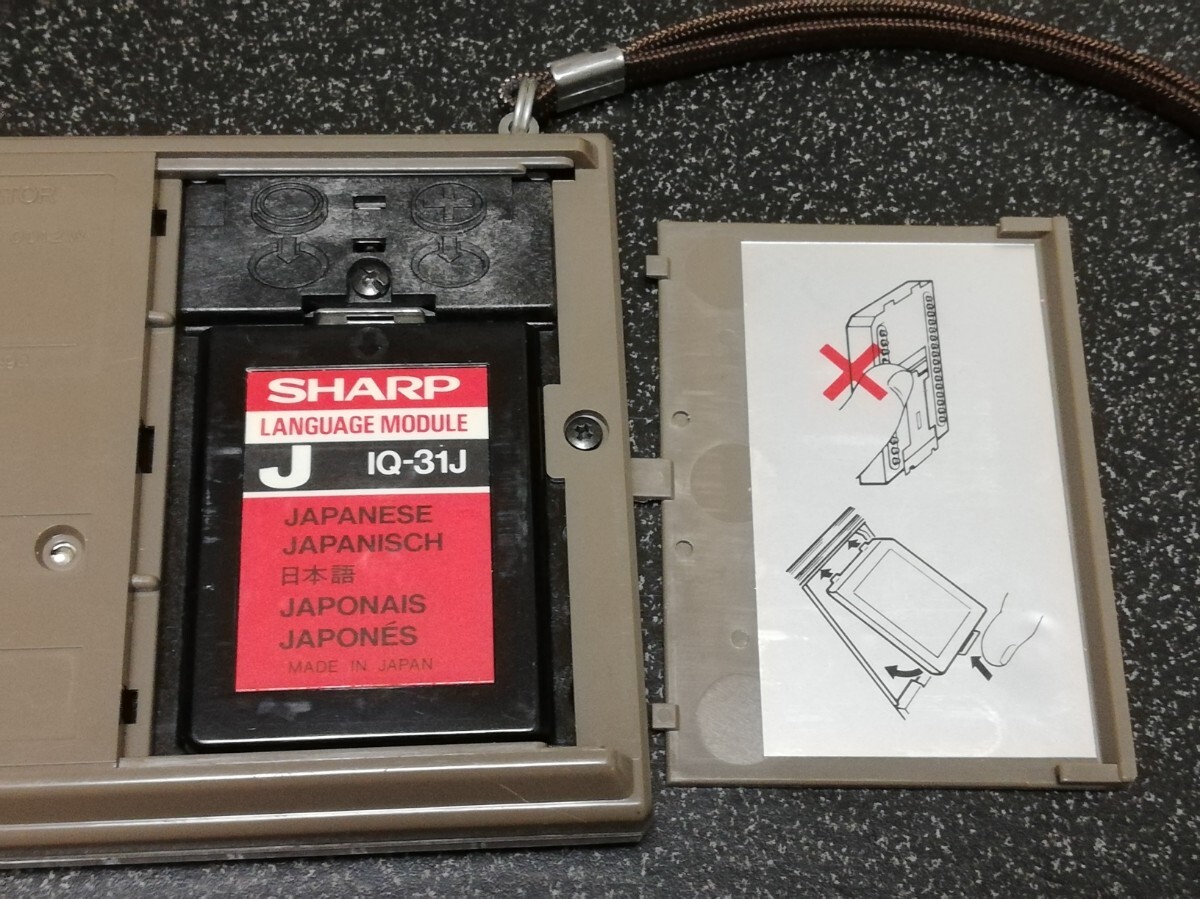 SHARP
LANGUAGE MODULE
J IQ-31J
JAPANESE
JAPANISCH
日本語
JAPONAIS
JAPONÉS
MADE IN JAPAN